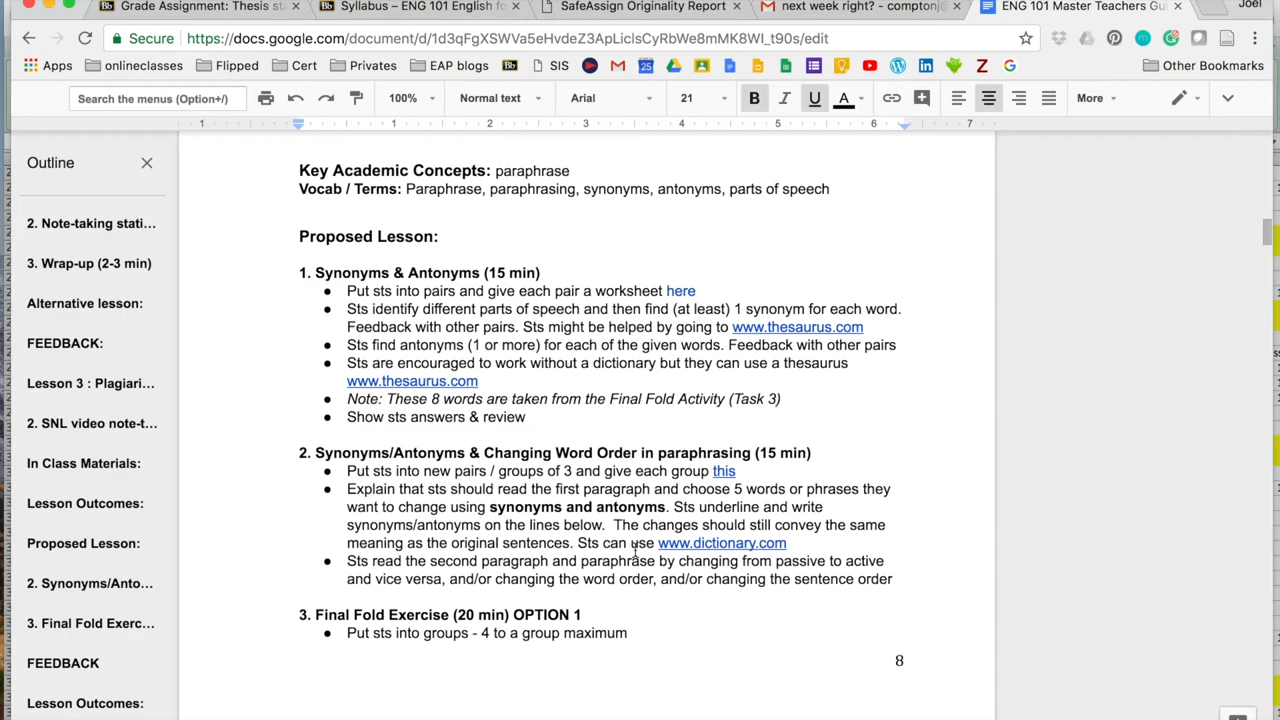 Grade Assignment: Thesis sta
Syllabus – ENG 101 English fo
SafeAssign Originality Report
next week right? - comptonj@
ENG 101 Master Teachers Gui
Joel
Secure
https://docs.google.com/document/d/1d3qFgXSWVa5eHvdeZ3ApLiclsCyRbWe8mMK8WI_t90s/edit
Apps onlineclasses Flipped Cert Privates EAP blogs Bb SIS Other Bookmarks
Search the menus (Option+/) 100% Normal text Arial 21 B I U A More
1 1 2 3 4 5 6 7
Outline
2. Note-taking stati...
3. Wrap-up (2-3 min)
Alternative lesson:
FEEDBACK:
Lesson 3 : Plagiari...
2. SNL video note-t...
In Class Materials:
Lesson Outcomes:
Proposed Lesson:
2. Synonyms/Anto...
3. Final Fold Exerc...
FEEDBACK
Lesson Outcomes:
Key Academic Concepts: paraphrase
Vocab / Terms: Paraphrase, paraphrasing, synonyms, antonyms, parts of speech
Proposed Lesson:
1. Synonyms & Antonyms (15 min)
● Put sts into pairs and give each pair a worksheet here
● Sts identify different parts of speech and then find (at least) 1 synonym for each word.
Feedback with other pairs. Sts might be helped by going to www.thesaurus.com
● Sts find antonyms (1 or more) for each of the given words. Feedback with other pairs
● Sts are encouraged to work without a dictionary but they can use a thesaurus
www.thesaurus.com
● Note: These 8 words are taken from the Final Fold Activity (Task 3)
● Show sts answers & review
2. Synonyms/Antonyms & Changing Word Order in paraphrasing (15 min)
● Put sts into new pairs / groups of 3 and give each group this
● Explain that sts should read the first paragraph and choose 5 words or phrases they
want to change using synonyms and antonyms. Sts underline and write
synonyms/antonyms on the lines below. The changes should still convey the same
meaning as the original sentences. Sts can use www.dictionary.com
● Sts read the second paragraph and paraphrase by changing from passive to active
and vice versa, and/or changing the word order, and/or changing the sentence order
3. Final Fold Exercise (20 min) OPTION 1
● Put sts into groups - 4 to a group maximum
8